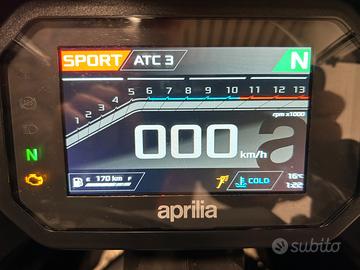 SPORT ATC 3 N
1 2 3 4 5 6 7 8 9 10 11 12 13
rpm x1000
000 km/h
N
E 170 km F
COLD 16°C
1:22
aprilia
subito